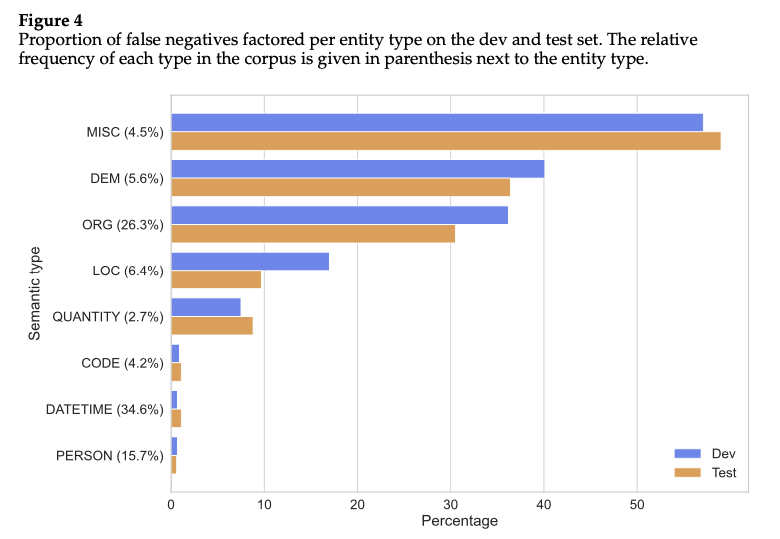 Figure 4
Proportion of false negatives factored per entity type on the dev and test set. The relative
frequency of each type in the corpus is given in parenthesis next to the entity type.
MISC (4.5%)
DEM (5.6%)
ORG (26.3%)
LOC (6.4%)
QUANTITY (2.7%)
CODE (4.2%)
DATETIME (34.6%)
PERSON (15.7%)
Semantic type
Dev
Test
0 10 20 30 40 50
Percentage